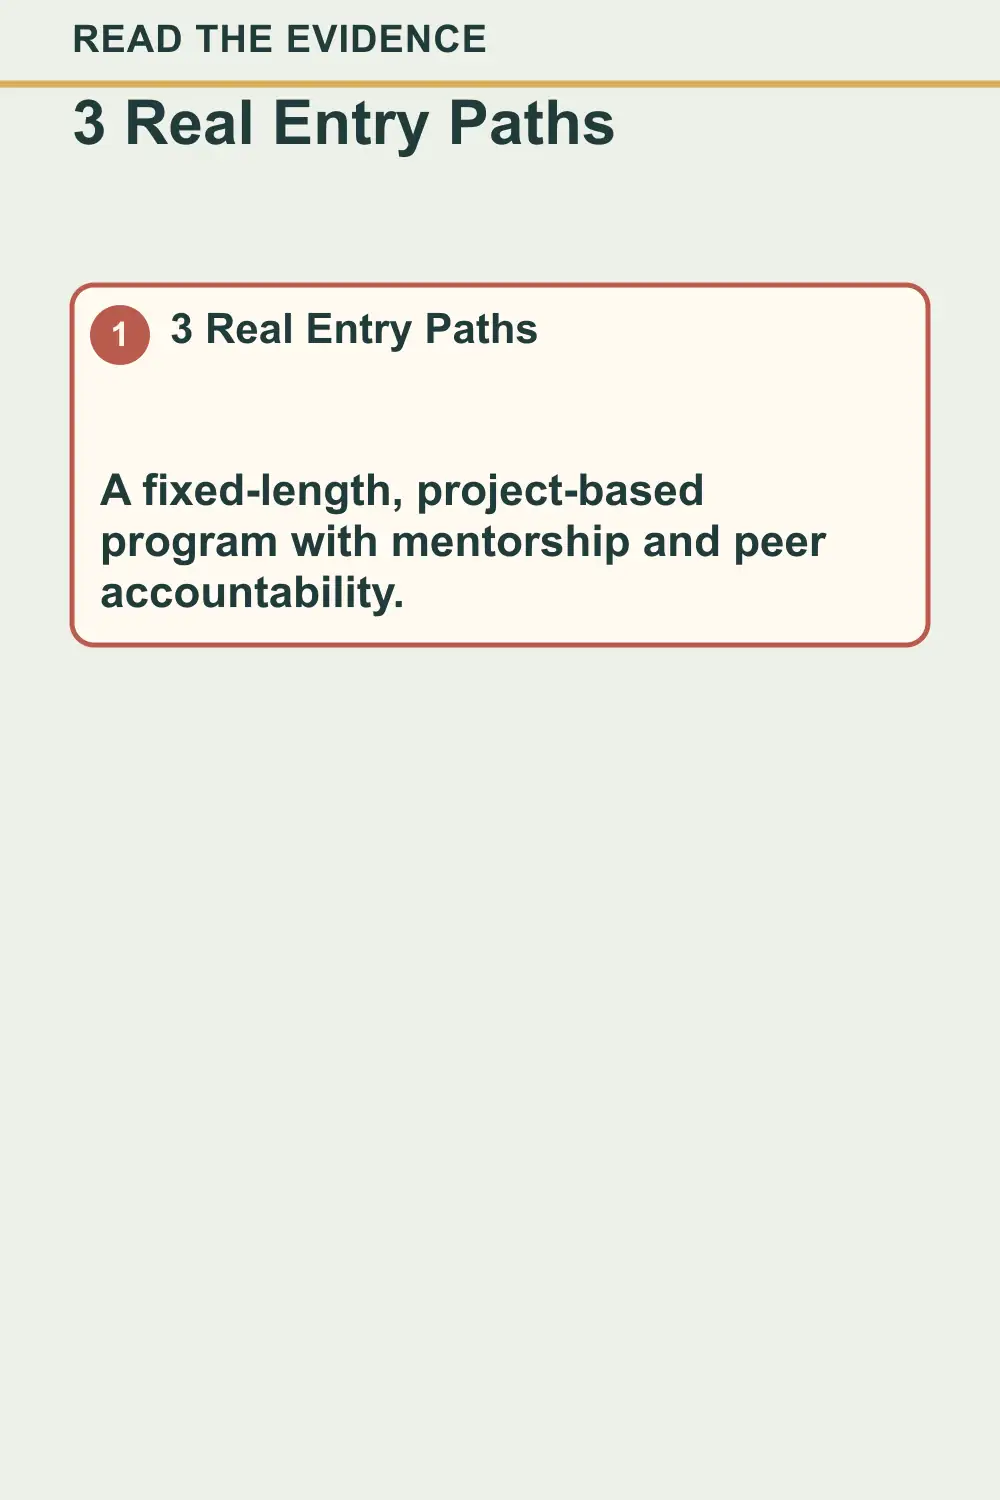 READ THE EVIDENCE
3 Real Entry Paths
1
3 Real Entry Paths
A fixed-length, project-based
program with mentorship and peer
accountability.